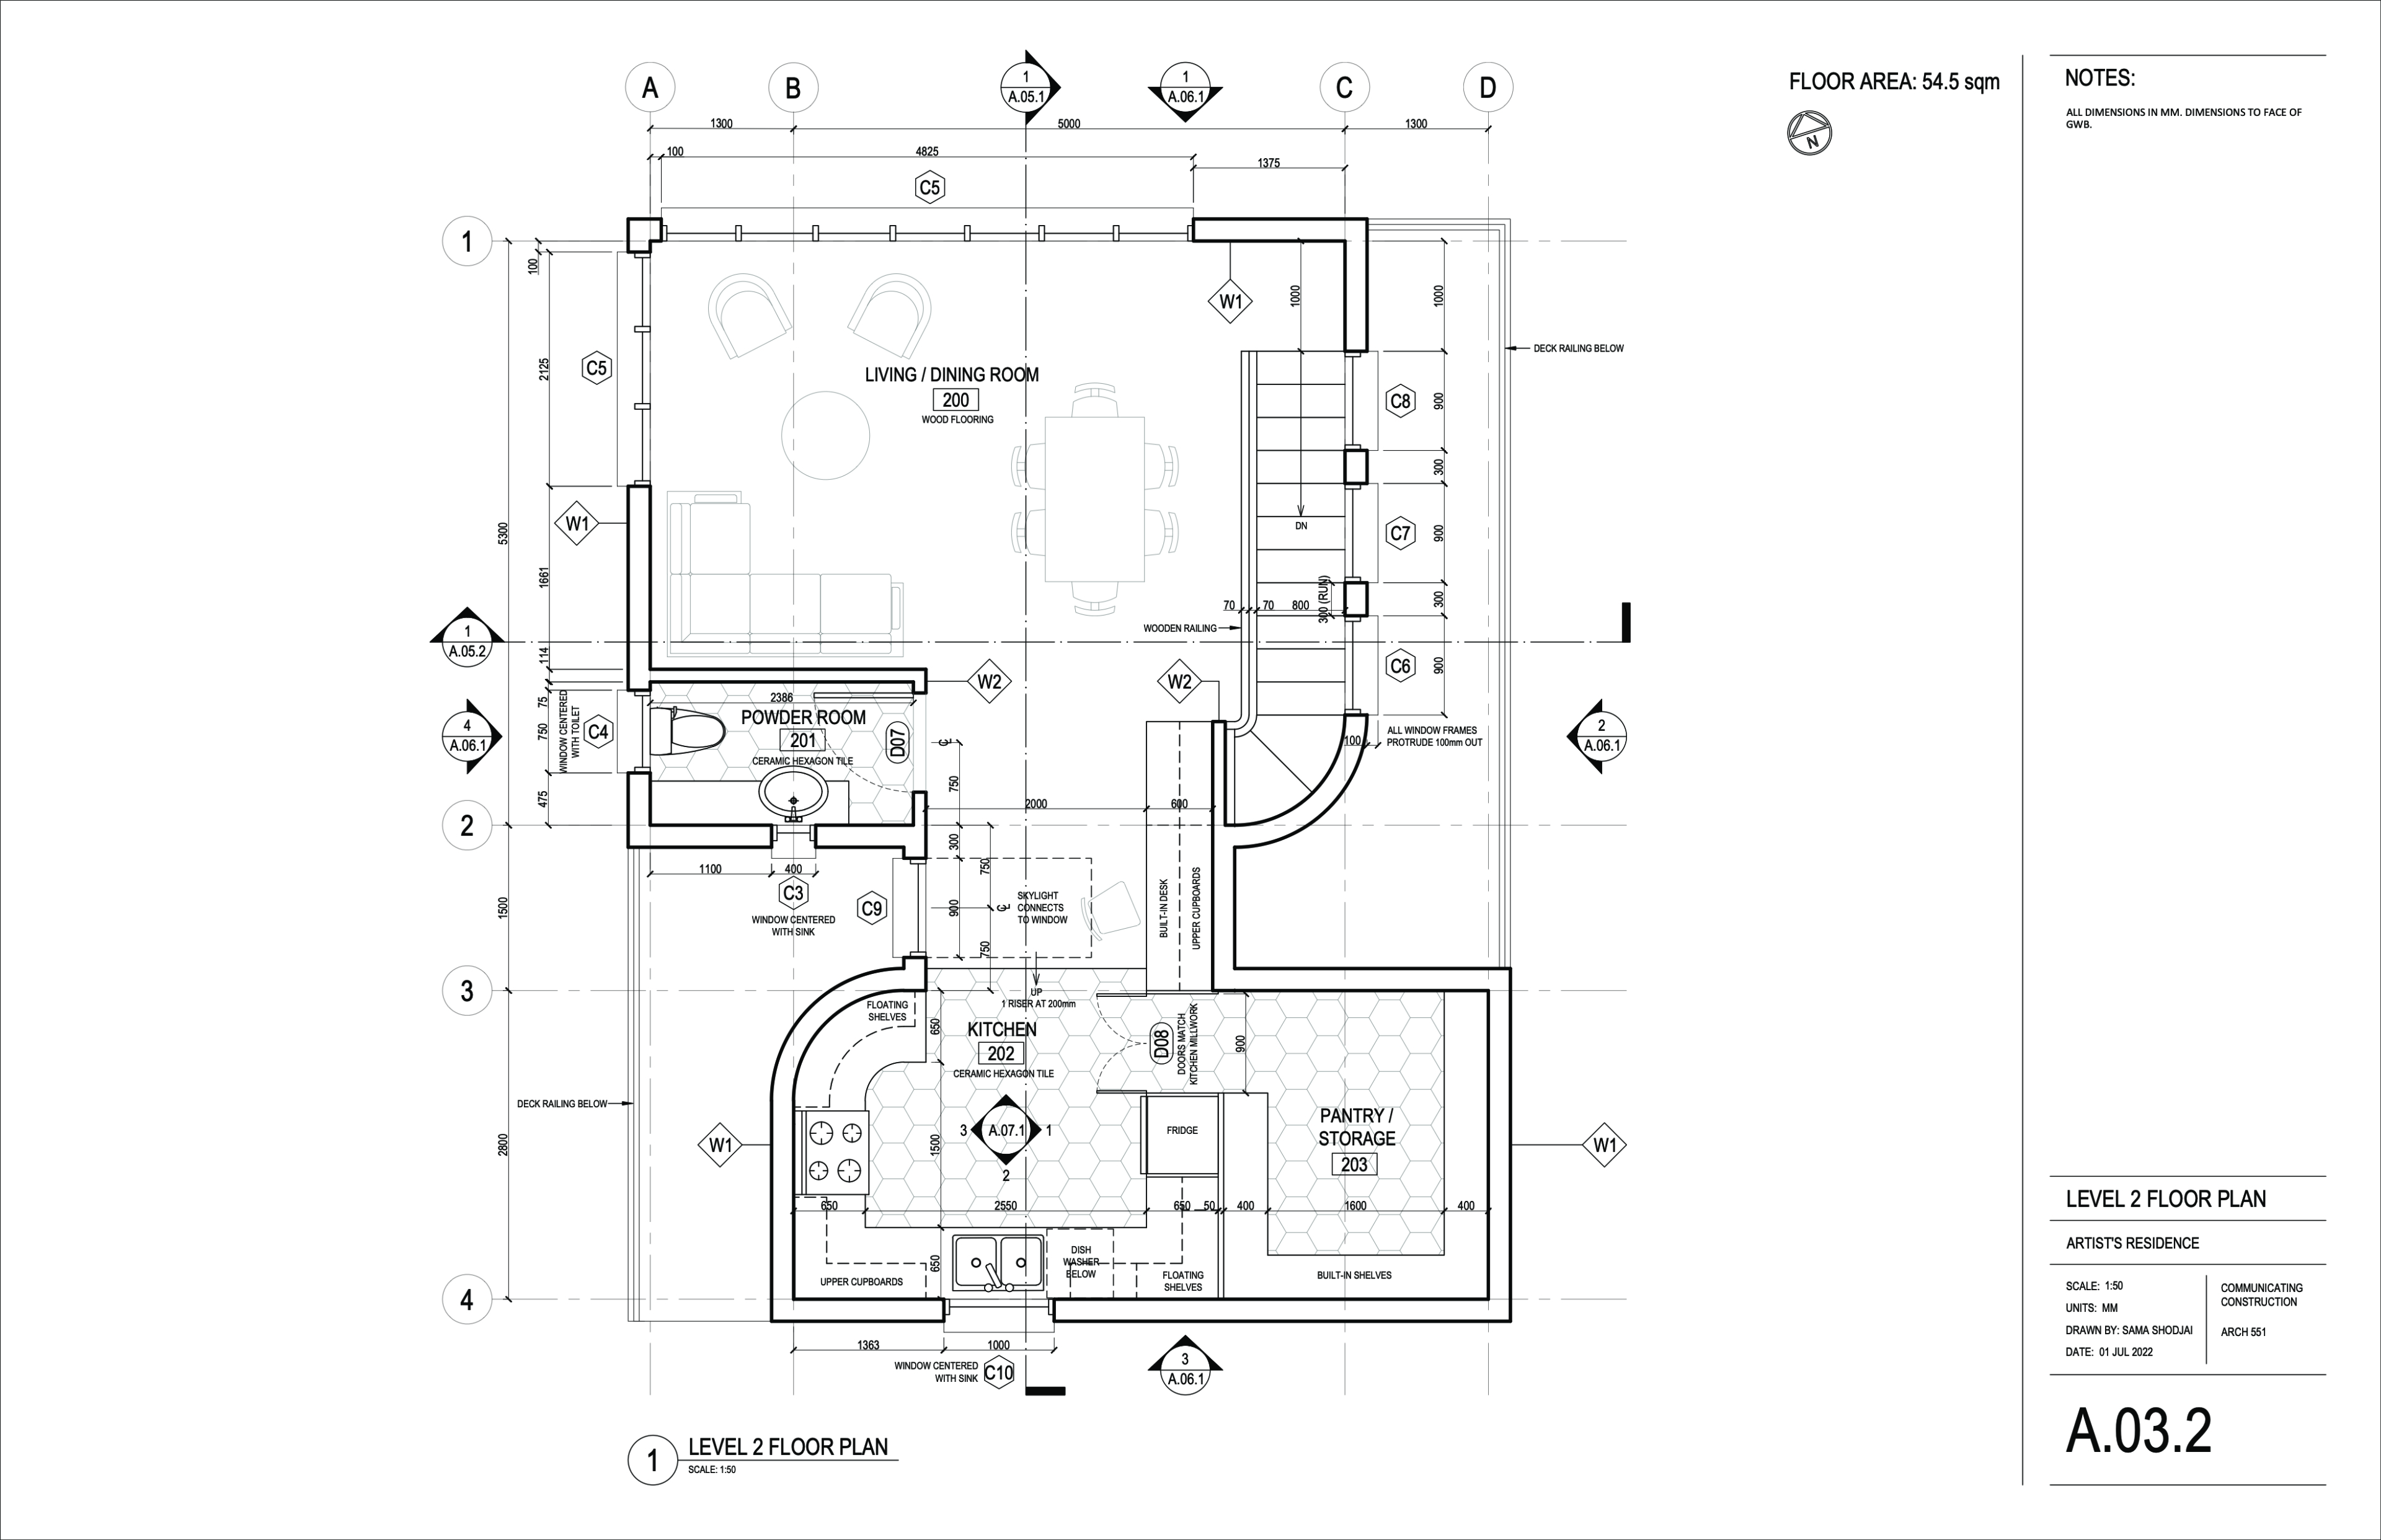 A
B
1
A.05.1
1
A.06.1
C
D
FLOOR AREA: 54.5 sqm
N
NOTES:
ALL DIMENSIONS IN MM. DIMENSIONS TO FACE OF
GWB.
1300
5000
1300
100
4825
1375
C5
1
100
W1
1000
1000
DECK RAILING BELOW
2125
C5
LIVING / DINING ROOM
200
WOOD FLOORING
C8
900
300
W1
5300
1661
DN
C7
900
300 (RUN)
300
70
70
800
WOODEN RAILING
1
A.05.2
114
C6
900
W2
W2
2386
75
750
475
WINDOW CENTERED
WITH TOILET
C4
4
A.06.1
POWDER ROOM
201
CERAMIC HEXAGON TILE
D07
℄
750
ALL WINDOW FRAMES
PROTRUDE 100mm OUT
100
2
A.06.1
2000
600
2
300
750
1100
400
C3
WINDOW CENTERED
WITH SINK
C9
900
℄
SKYLIGHT
CONNECTS
TO WINDOW
BUILT-IN DESK
UPPER CUPBOARDS
1500
750
3
FLOATING
SHELVES
UP
1 RISER AT 200mm
650
KITCHEN
202
CERAMIC HEXAGON TILE
D08
DOORS MATCH
KITCHEN MILLWORK
900
DECK RAILING BELOW
2800
W1
1500
3
A.07.1
1
2
FRIDGE
PANTRY /
STORAGE
203
W1
650
2550
650
50
400
1600
400
650
DISH
WASHER
BELOW
UPPER CUPBOARDS
FLOATING
SHELVES
BUILT-IN SHELVES
4
1363
1000
WINDOW CENTERED
WITH SINK
C10
3
A.06.1
1
LEVEL 2 FLOOR PLAN
SCALE: 1:50
LEVEL 2 FLOOR PLAN
ARTIST'S RESIDENCE
SCALE: 1:50
UNITS: MM
DRAWN BY: SAMA SHODJAI
DATE: 01 JUL 2022
COMMUNICATING
CONSTRUCTION
ARCH 551
A.03.2